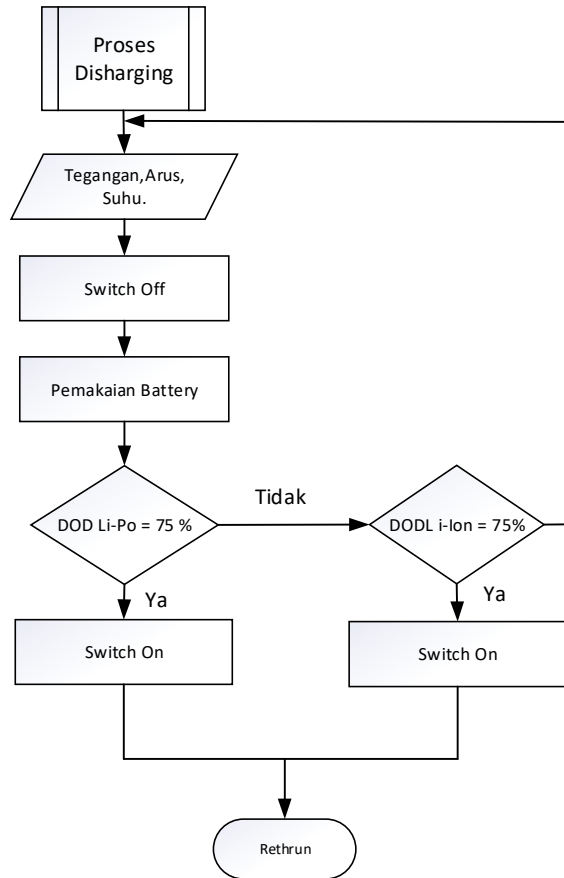 Proses
Disharging
Tegangan,Arus,
Suhu.
Switch Off
Pemakaian Battery
DOD Li-Po = 75 %
Tidak
DODL i-Ion = 75%
Ya
Ya
Switch On
Switch On
Rethrun